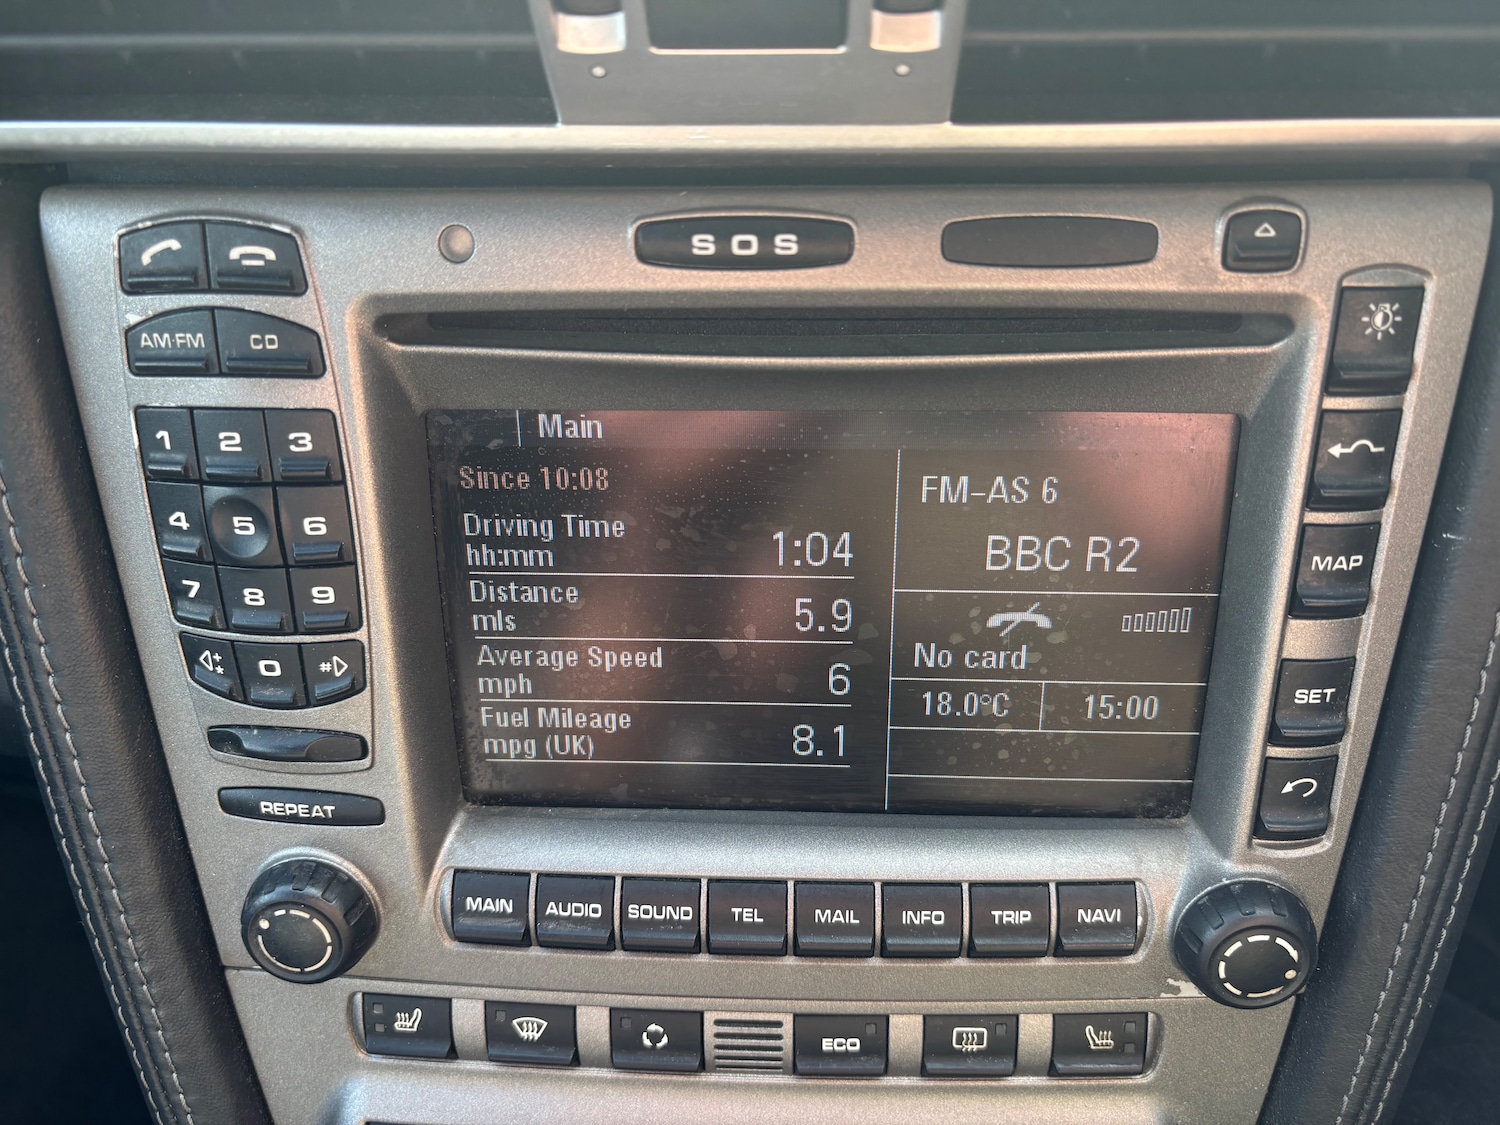 SOS
AM·FM
CD
1 2 3
4 5 6
7 8 9
+
* 0 #
REPEAT
Main
Since 10:08
Driving Time
hh:mm 1:04
Distance
mls 5.9
Average Speed
mph 6
Fuel Mileage
mpg (UK) 8.1
FM-AS 6
BBC R2
No card
18.0°C 15:00
MAP
SET
MAIN AUDIO SOUND TEL MAIL INFO TRIP NAVI
ECO